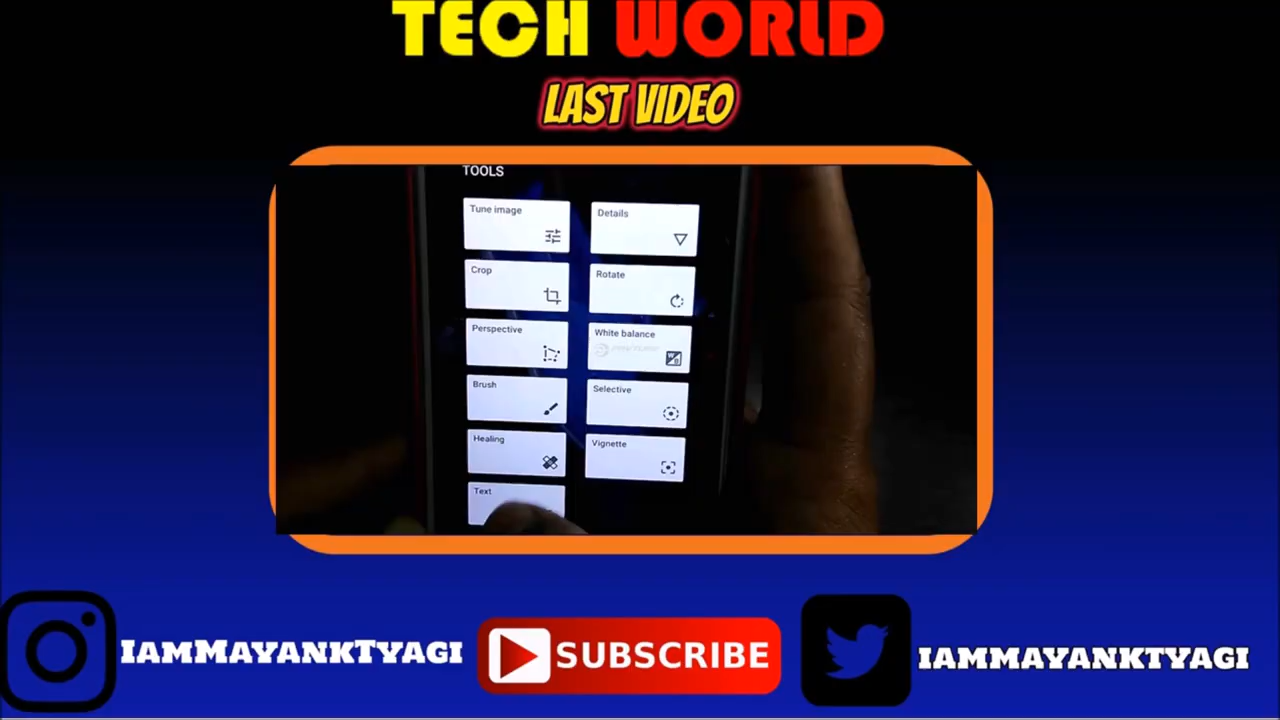 TECH WORLD
LAST VIDEO
TOOLS
Tune image
Details
Crop
Rotate
Perspective
White balance
Brush
Selective
Healing
Vignette
Text
IamMayankTyagi
SUBSCRIBE
iammayanktyagi